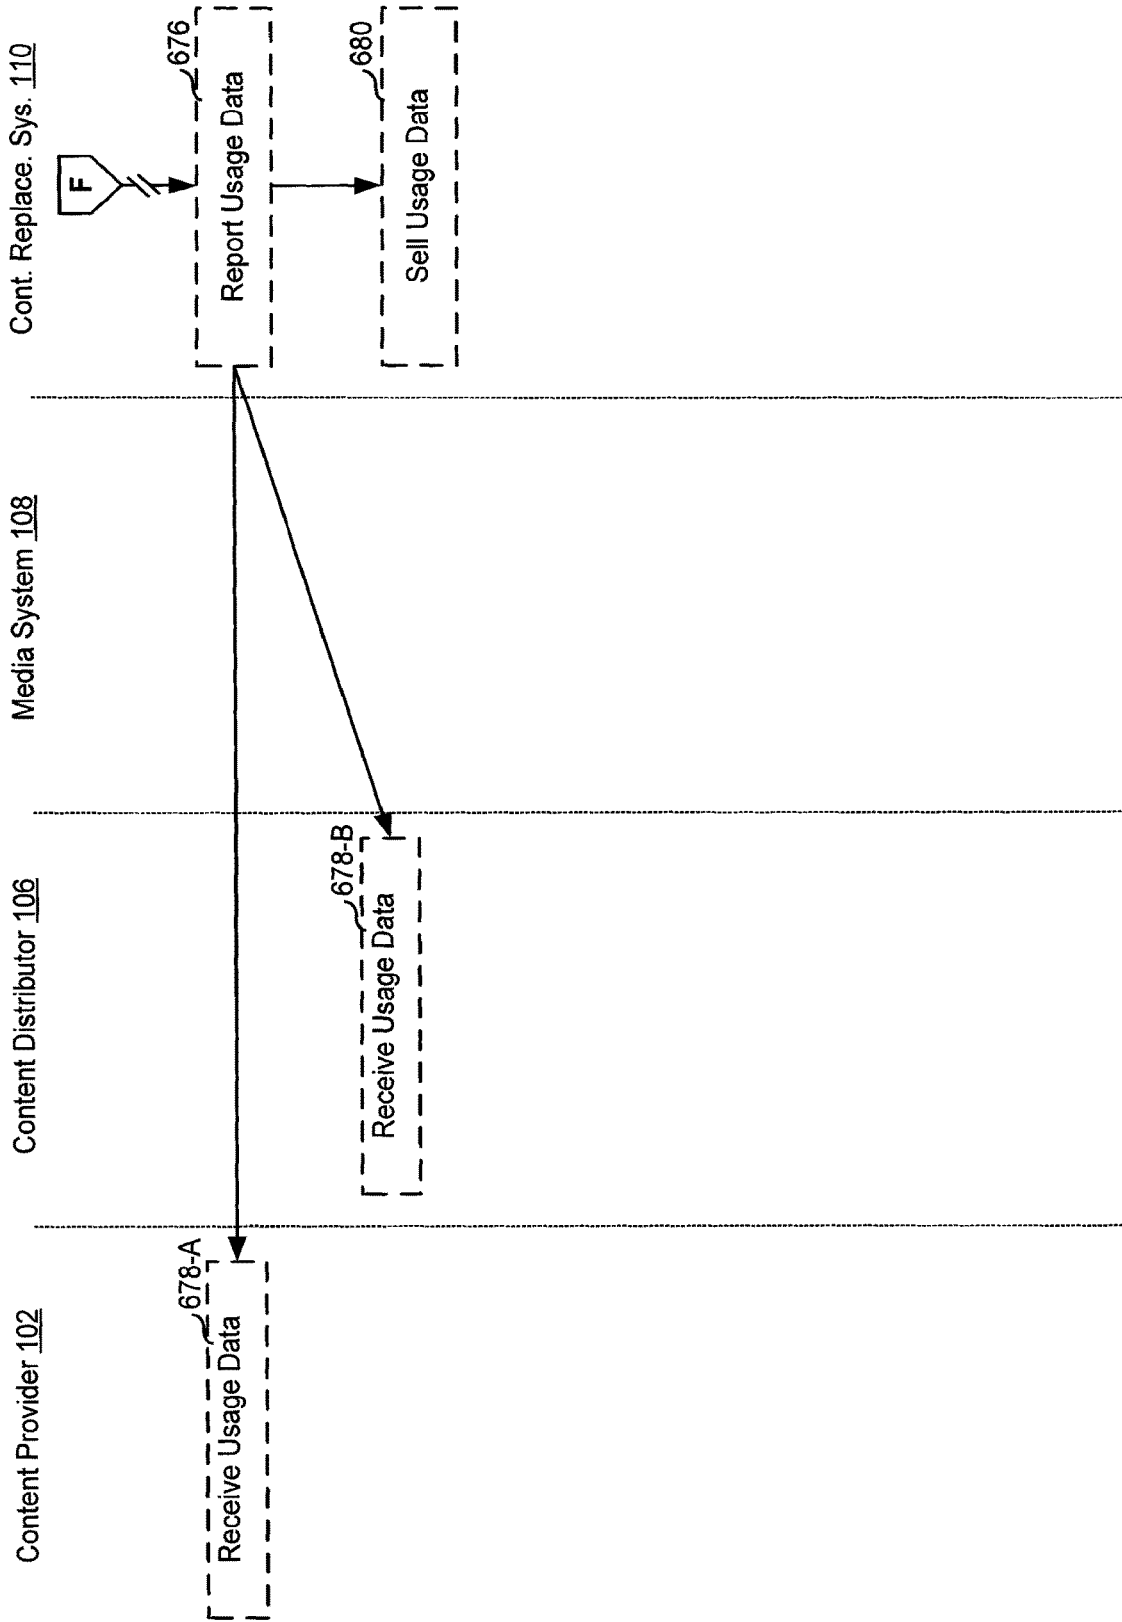 Content Provider 102
Content Distributor 106
Media System 108
Cont. Replace. Sys. 110
F
676
Report Usage Data
678-A
Receive Usage Data
678-B
Receive Usage Data
680
Sell Usage Data